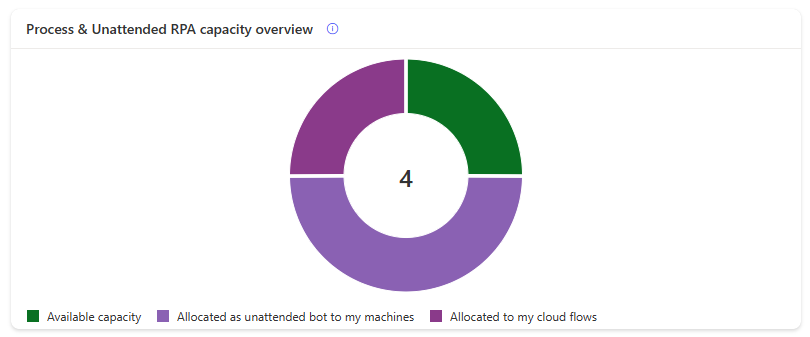 Process & Unattended RPA capacity overview
4
Available capacity Allocated as unattended bot to my machines Allocated to my cloud flows